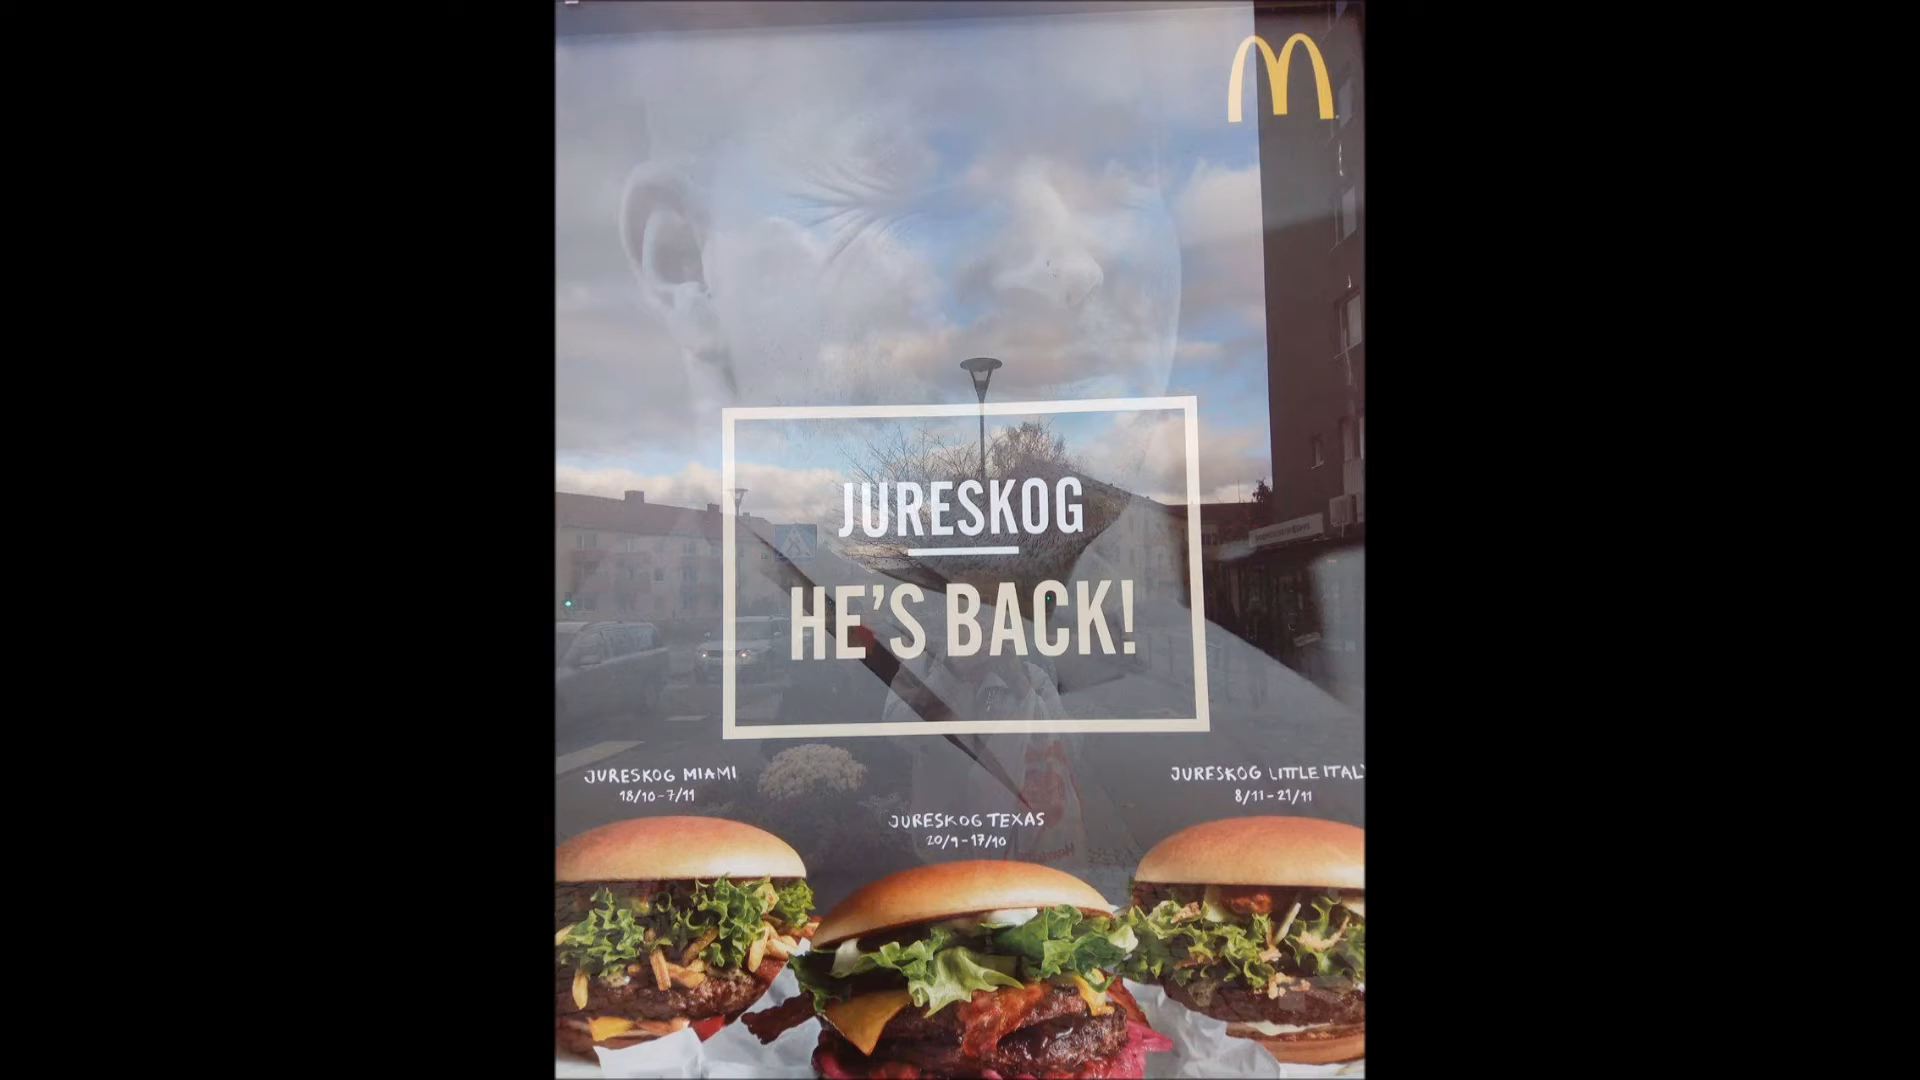 JURESKOG
HE'S BACK!
JURESKOG MIAMI
18/10-7/11
JURESKOG TEXAS
20/9-17/10
JURESKOG LITTLE ITALY
8/11-21/11